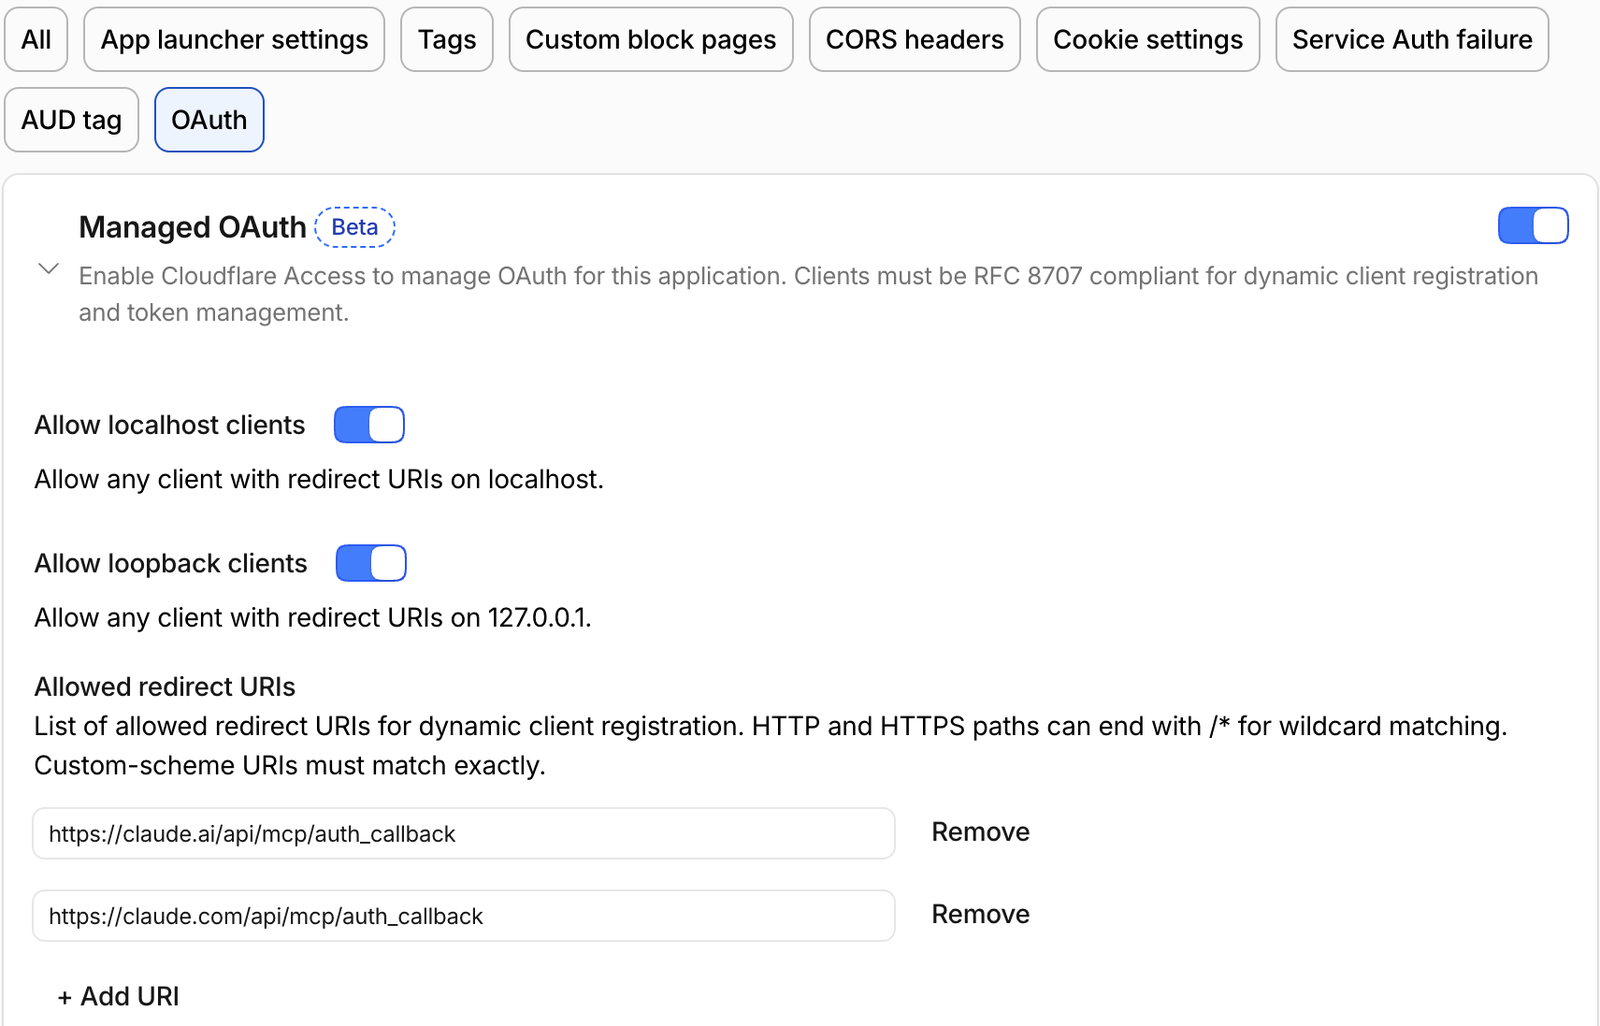 All
App launcher settings
Tags
Custom block pages
CORS headers
Cookie settings
Service Auth failure
AUD tag
OAuth
Managed OAuth Beta
Enable Cloudflare Access to manage OAuth for this application. Clients must be RFC 8707 compliant for dynamic client registration
and token management.
Allow localhost clients
Allow any client with redirect URIs on localhost.
Allow loopback clients
Allow any client with redirect URIs on 127.0.0.1.
Allowed redirect URIs
List of allowed redirect URIs for dynamic client registration. HTTP and HTTPS paths can end with /* for wildcard matching.
Custom-scheme URIs must match exactly.
https://claude.ai/api/mcp/auth_callback
Remove
https://claude.com/api/mcp/auth_callback
Remove
+ Add URI